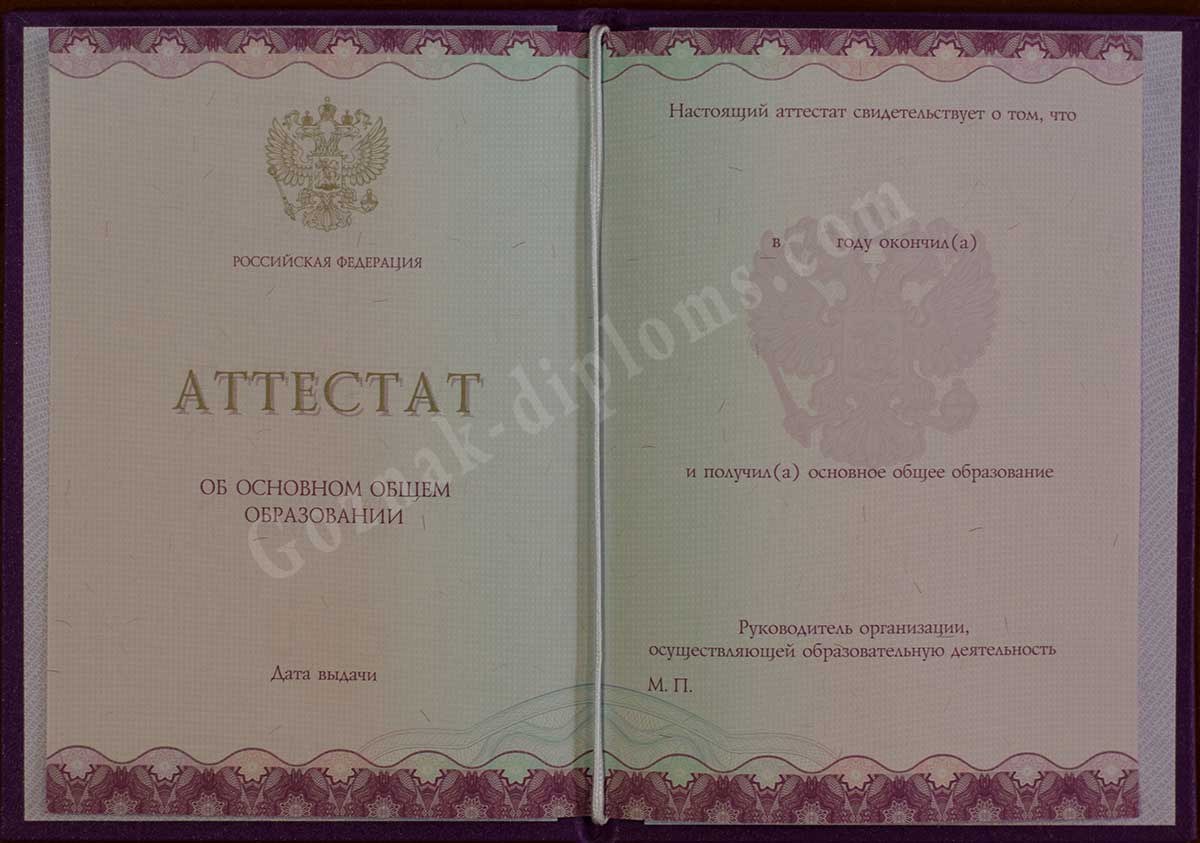 РОССИЙСКАЯ ФЕДЕРАЦИЯ
АТТЕСТАТ
ОБ ОСНОВНОМ ОБЩЕМ
ОБРАЗОВАНИИ
Дата выдачи
Настоящий аттестат свидетельствует о том, что
в году окончил(а)
и получил(а) основное общее образование
Руководитель организации,
осуществляющей образовательную деятельность
М. П.
Goznak-diploms.com